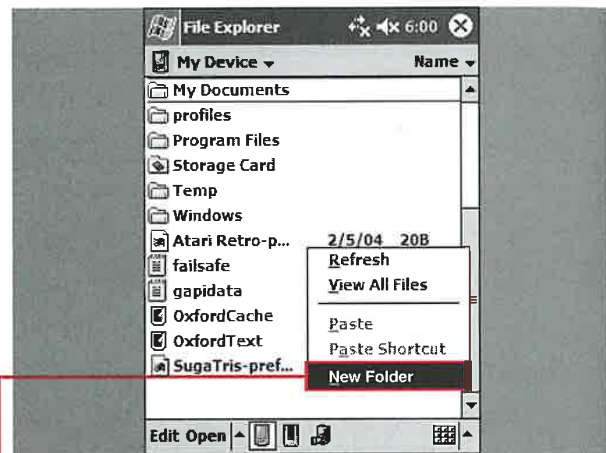 File Explorer 6:00
My Device Name
My Documents
profiles
Program Files
Storage Card
Temp
Windows
Atari Retro-p... 2/5/04 20B
failsafe
gapidata
OxfordCache
OxfordText
SugaTris-pref...
Refresh
View All Files
Paste
Paste Shortcut
New Folder
Edit Open